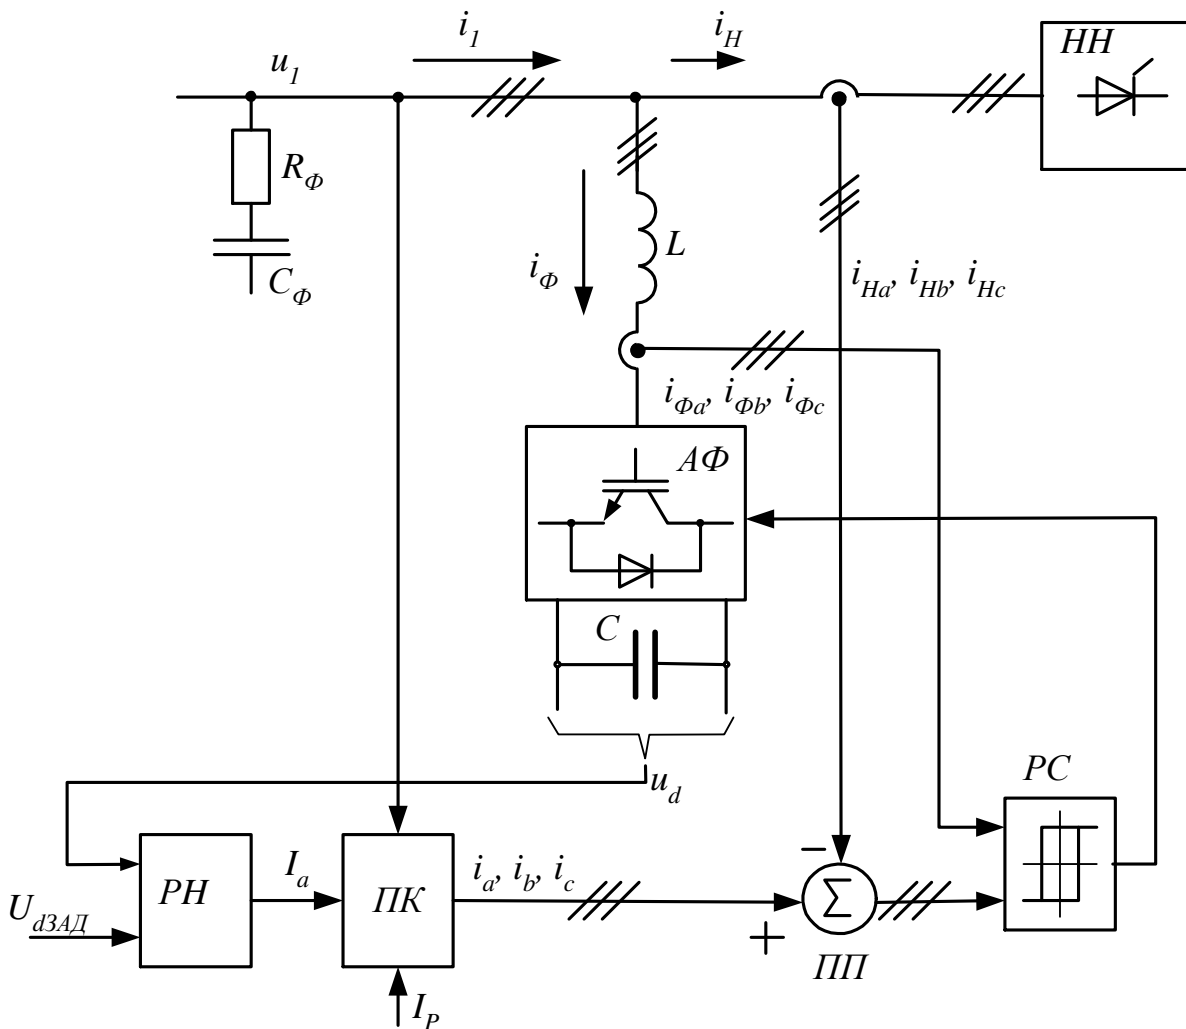 i1
iН
НН
u1
RФ
L
CФ
iФ
iНa, iНb, iНc
iФa, iФb, iФc
АФ
C
ud
РС
РН
Ia
ПК
ia, ib, ic
–
Σ
UdЗАД
+
ПП
IP